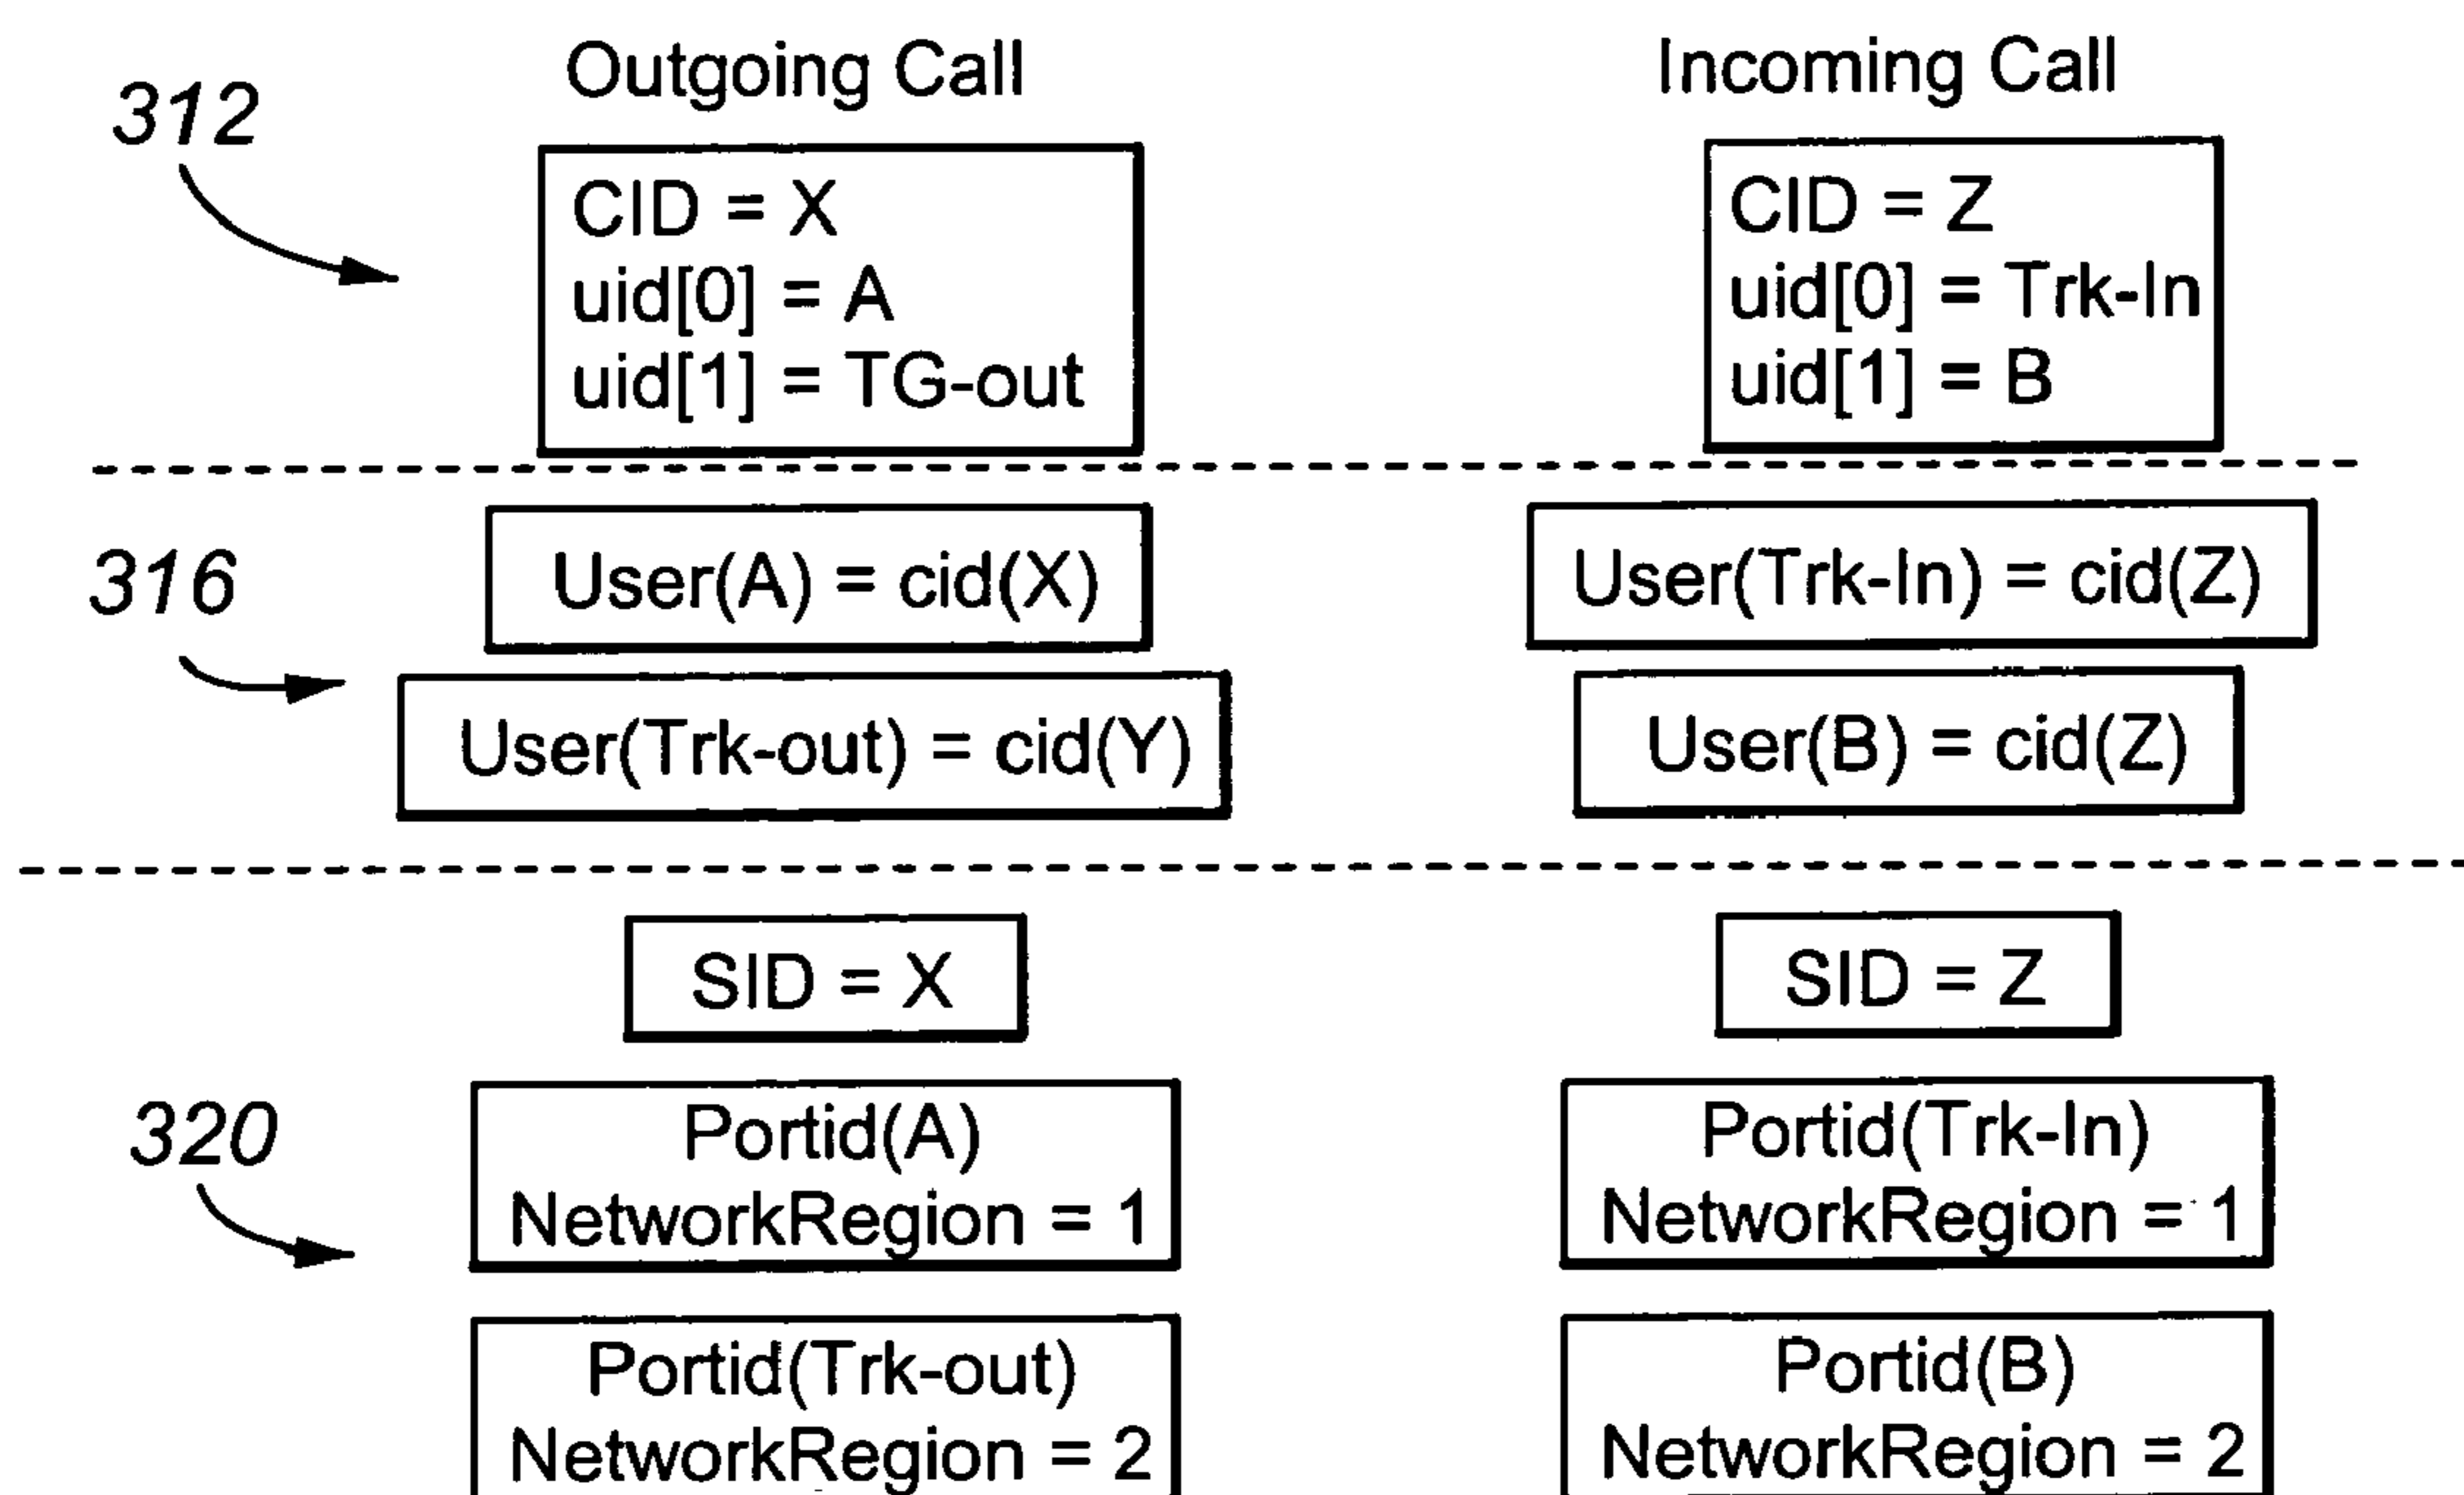 Outgoing Call
Incoming Call
312
CID = X
uid[0] = A
uid[1] = TG-out
CID = Z
uid[0] = Trk-In
uid[1] = B
316
User(A) = cid(X)
User(Trk-In) = cid(Z)
User(Trk-out) = cid(Y)
User(B) = cid(Z)
SID = X
SID = Z
320
Portid(A)
NetworkRegion = 1
Portid(Trk-In)
NetworkRegion = 1
Portid(Trk-out)
NetworkRegion = 2
Portid(B)
NetworkRegion = 2